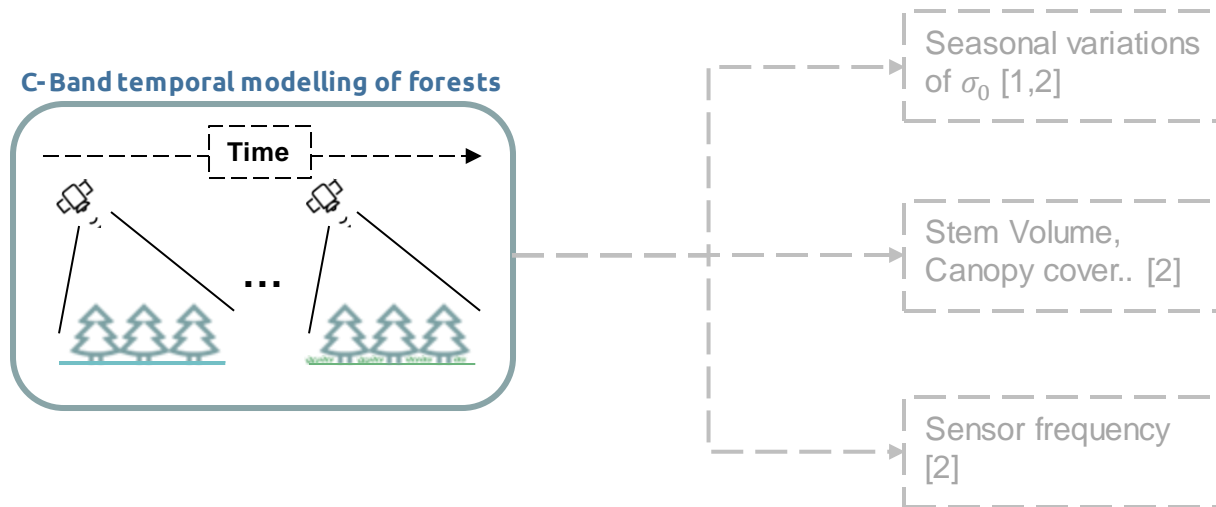 C-Band temporal modelling of forests
Time
...
Seasonal variations
of σ₀ [1,2]
Stem Volume,
Canopy cover.. [2]
Sensor frequency
[2]